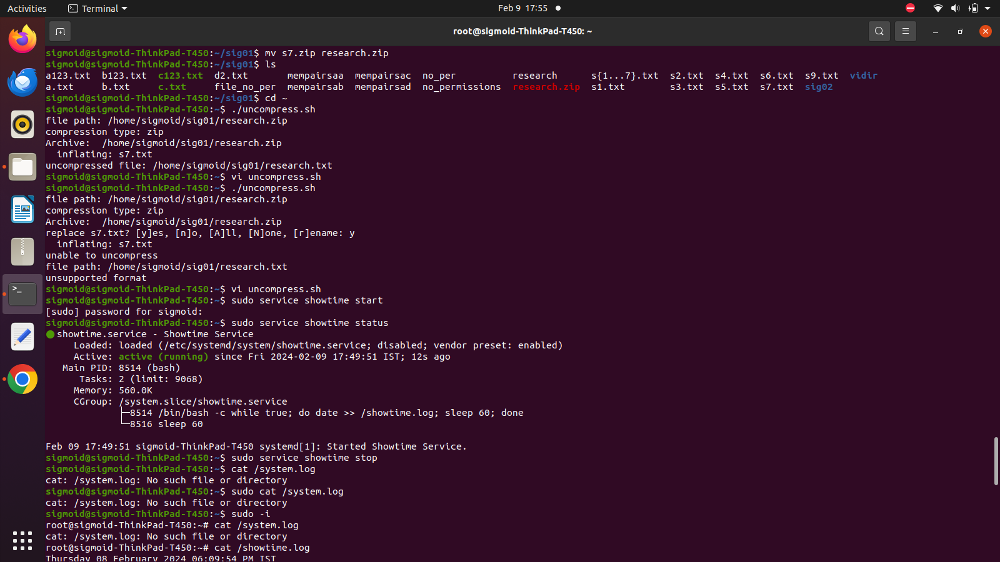 Activities Terminal Feb 9 17:55
root@sigmoid-ThinkPad-T450: ~
sigmoid@sigmoid-ThinkPad-T450:~/sig01$ mv s7.zip research.zip
sigmoid@sigmoid-ThinkPad-T450:~/sig01$ ls
a123.txt  b123.txt  c123.txt  d2.txt       mempairsaa  mempairsac  no_per          research      s{1...7}.txt  s2.txt  s4.txt  s6.txt  s9.txt  vidir
a.txt     b.txt     c.txt     file_no_per  mempairsab  mempairsad  no_permissions  research.zip  s1.txt        s3.txt  s5.txt  s7.txt  sig02
sigmoid@sigmoid-ThinkPad-T450:~/sig01$ cd ~
sigmoid@sigmoid-ThinkPad-T450:~$ ./uncompress.sh
file path: /home/sigmoid/sig01/research.zip
compression type: zip
Archive:  /home/sigmoid/sig01/research.zip
  inflating: s7.txt
uncompressed file: /home/sigmoid/sig01/research.txt
sigmoid@sigmoid-ThinkPad-T450:~$ vi uncompress.sh
sigmoid@sigmoid-ThinkPad-T450:~$ ./uncompress.sh
file path: /home/sigmoid/sig01/research.zip
compression type: zip
Archive:  /home/sigmoid/sig01/research.zip
replace s7.txt? [y]es, [n]o, [A]ll, [N]one, [r]ename: y
  inflating: s7.txt
unable to uncompress
file path: /home/sigmoid/sig01/research.txt
unsupported format
sigmoid@sigmoid-ThinkPad-T450:~$ vi uncompress.sh
sigmoid@sigmoid-ThinkPad-T450:~$ sudo service showtime start
[sudo] password for sigmoid:
sigmoid@sigmoid-ThinkPad-T450:~$ sudo service showtime status
● showtime.service - Showtime Service
     Loaded: loaded (/etc/systemd/system/showtime.service; disabled; vendor preset: enabled)
     Active: active (running) since Fri 2024-02-09 17:49:51 IST; 12s ago
   Main PID: 8514 (bash)
      Tasks: 2 (limit: 9068)
     Memory: 560.0K
     CGroup: /system.slice/showtime.service
             ├─8514 /bin/bash -c while true; do date >> /showtime.log; sleep 60; done
             └─8516 sleep 60
Feb 09 17:49:51 sigmoid-ThinkPad-T450 systemd[1]: Started Showtime Service.
sigmoid@sigmoid-ThinkPad-T450:~$ sudo service showtime stop
sigmoid@sigmoid-ThinkPad-T450:~$ cat /system.log
cat: /system.log: No such file or directory
sigmoid@sigmoid-ThinkPad-T450:~$ sudo cat /system.log
cat: /system.log: No such file or directory
sigmoid@sigmoid-ThinkPad-T450:~$ sudo -i
root@sigmoid-ThinkPad-T450:~# cat /system.log
cat: /system.log: No such file or directory
root@sigmoid-ThinkPad-T450:~# cat /showtime.log
Thursday 08 February 2024 06:09:54 PM IST